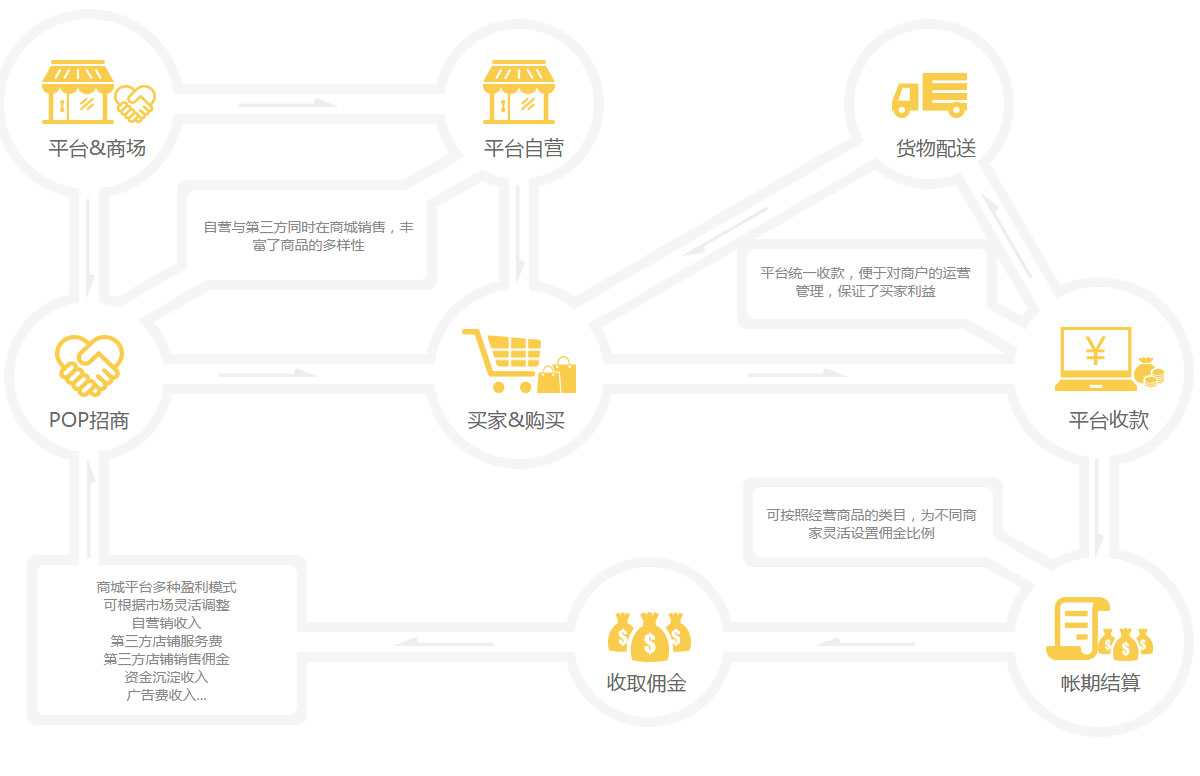 平台&商场
平台自营
货物配送
自营与第三方同时在商城销售，丰
富了商品的多样性
平台统一收款，便于对商户的运营
管理，保证了买家利益
¥
POP招商
买家&购买
平台收款
可按照经营商品的类目，为不同商
家灵活设置佣金比例
商城平台多种盈利模式
可根据市场灵活调整
自营销收入
第三方店铺服务费
第三方店铺销售佣金
资金沉淀收入
广告费收入...
$ $ $
收取佣金
$ $ $
帐期结算